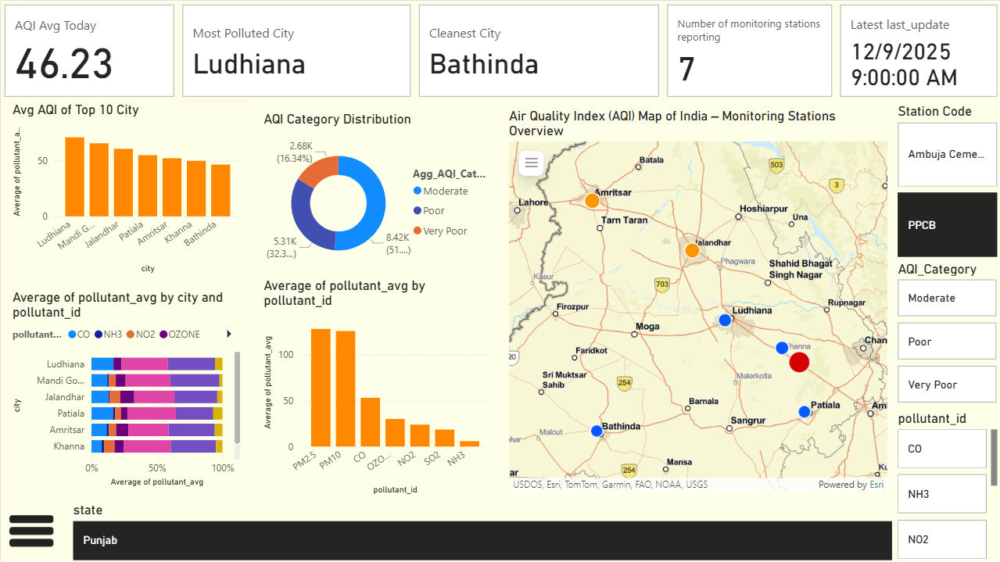 AQI Avg Today
46.23
Most Polluted City
Ludhiana
Cleanest City
Bathinda
Number of monitoring stations
reporting
7
Latest last_update
12/9/2025
9:00:00 AM
Avg AQI of Top 10 City
Average of pollutant_a...
50
0
Ludhiana
Mandi G...
Jalandhar
Patiala
Amritsar
Khanna
Bathinda
city
AQI Category Distribution
2.68K
(16.34%)
5.31K
(32.3...)
8.42K
(51....)
Agg_AQI_Cat...
Moderate
Poor
Very Poor
Average of pollutant_avg by city and
pollutant_id
pollutant...
CO
NH3
NO2
OZONE
city
Ludhiana
Mandi Go...
Jalandhar
Patiala
Amritsar
Khanna
0%
50%
100%
Average of pollutant_avg
Average of pollutant_avg by
pollutant_id
Average of pollutant_avg
100
50
0
PM2.5
PM10
CO
OZO...
NO2
SO2
NH3
pollutant_id
Air Quality Index (AQI) Map of India – Monitoring Stations
Overview
Batala
503
3
Amritsar
Lahore
Hoshiarpur
Tarn Taran
Una
Jalandhar
Phagwara
Shahid Bhagat
Singh Nagar
Kasur
703
Firozpur
Rupnagar
Ludhiana
Moga
Khanna
Chan
Faridkot
20
Sri Muktsar
Sahib
254
Malerkotla
Barnala
Patiala
Am
Sangrur
Bathinda
Malout
har
Mansa
254
ar
Ku
USDOS, Esri, TomTom, Garmin, FAO, NOAA, USGS
Powered by Esri
Station Code
Ambuja Ceme...
PPCB
AQI_Category
Moderate
Poor
Very Poor
pollutant_id
CO
NH3
NO2
state
Punjab